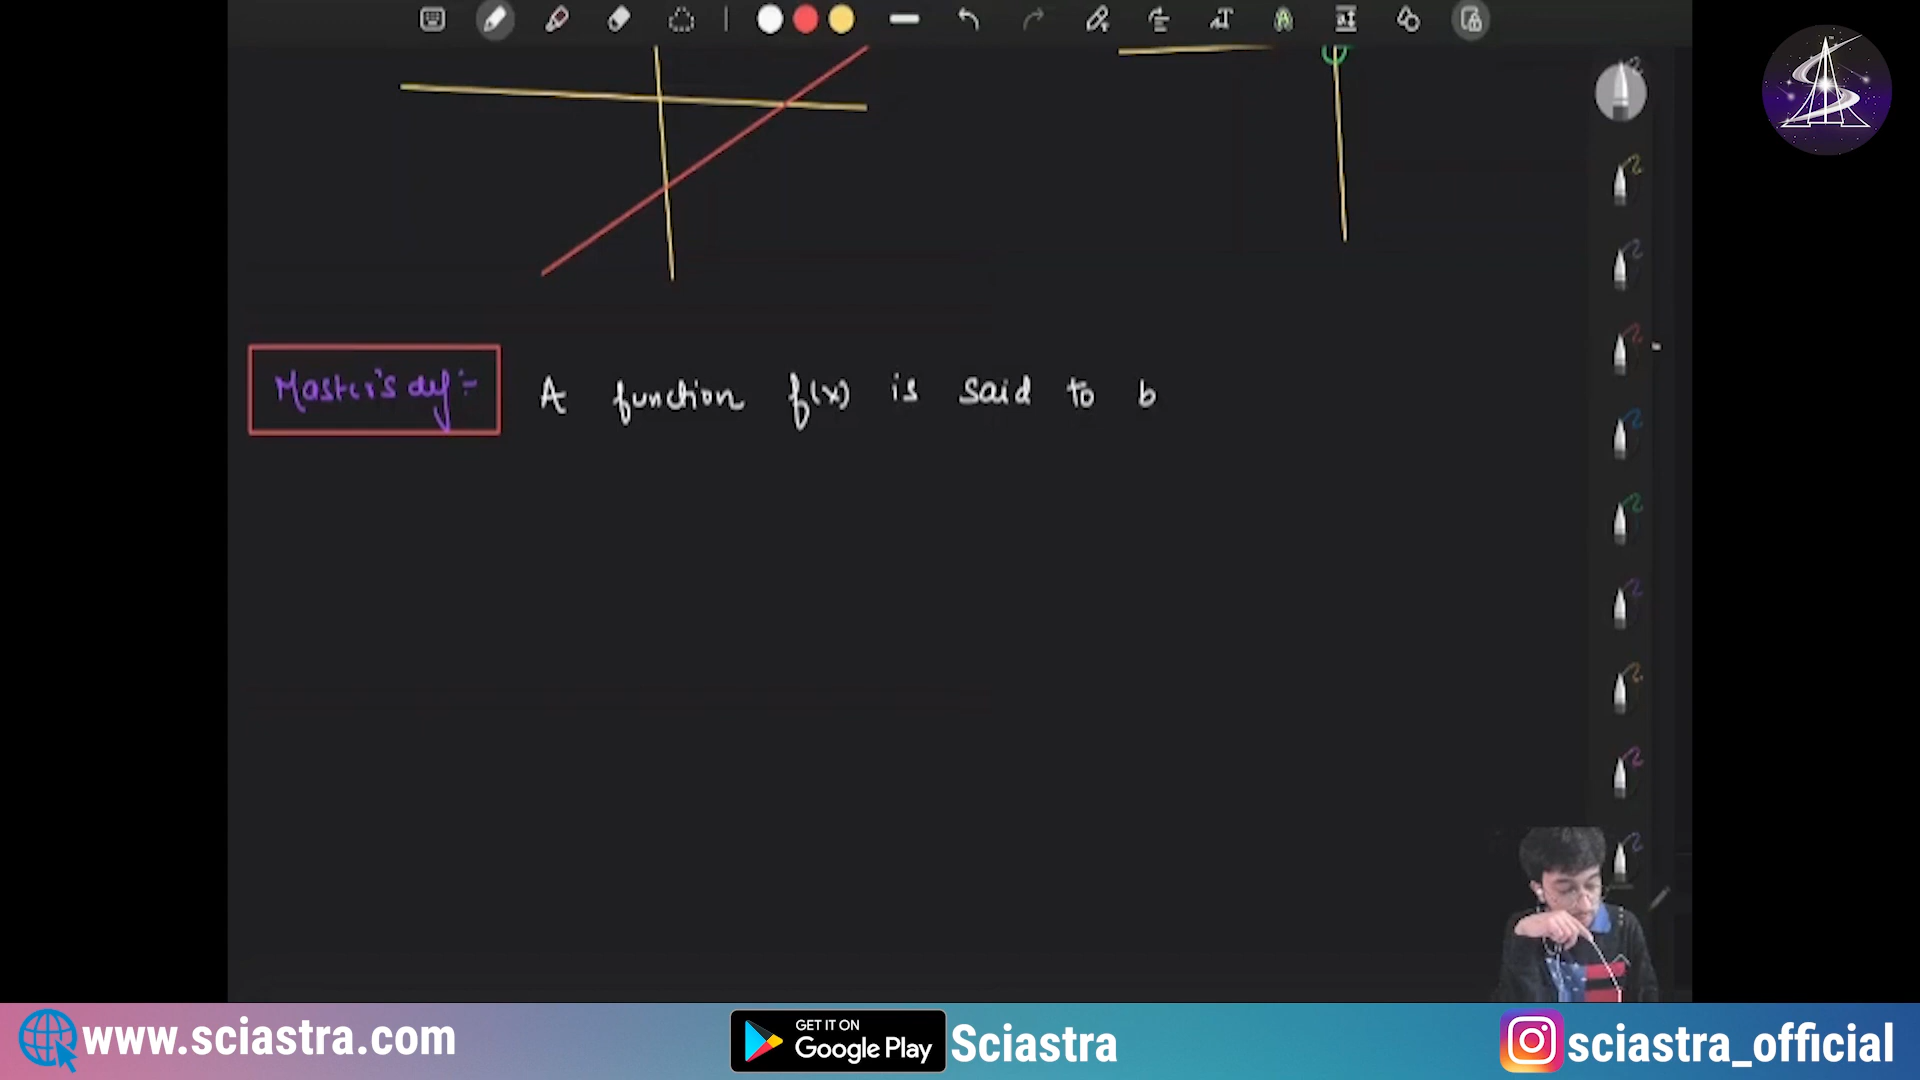 Master's def :- A function f(x) is said to b
www.sciastra.com
GET IT ON
Google Play
Sciastra
sciastra_official